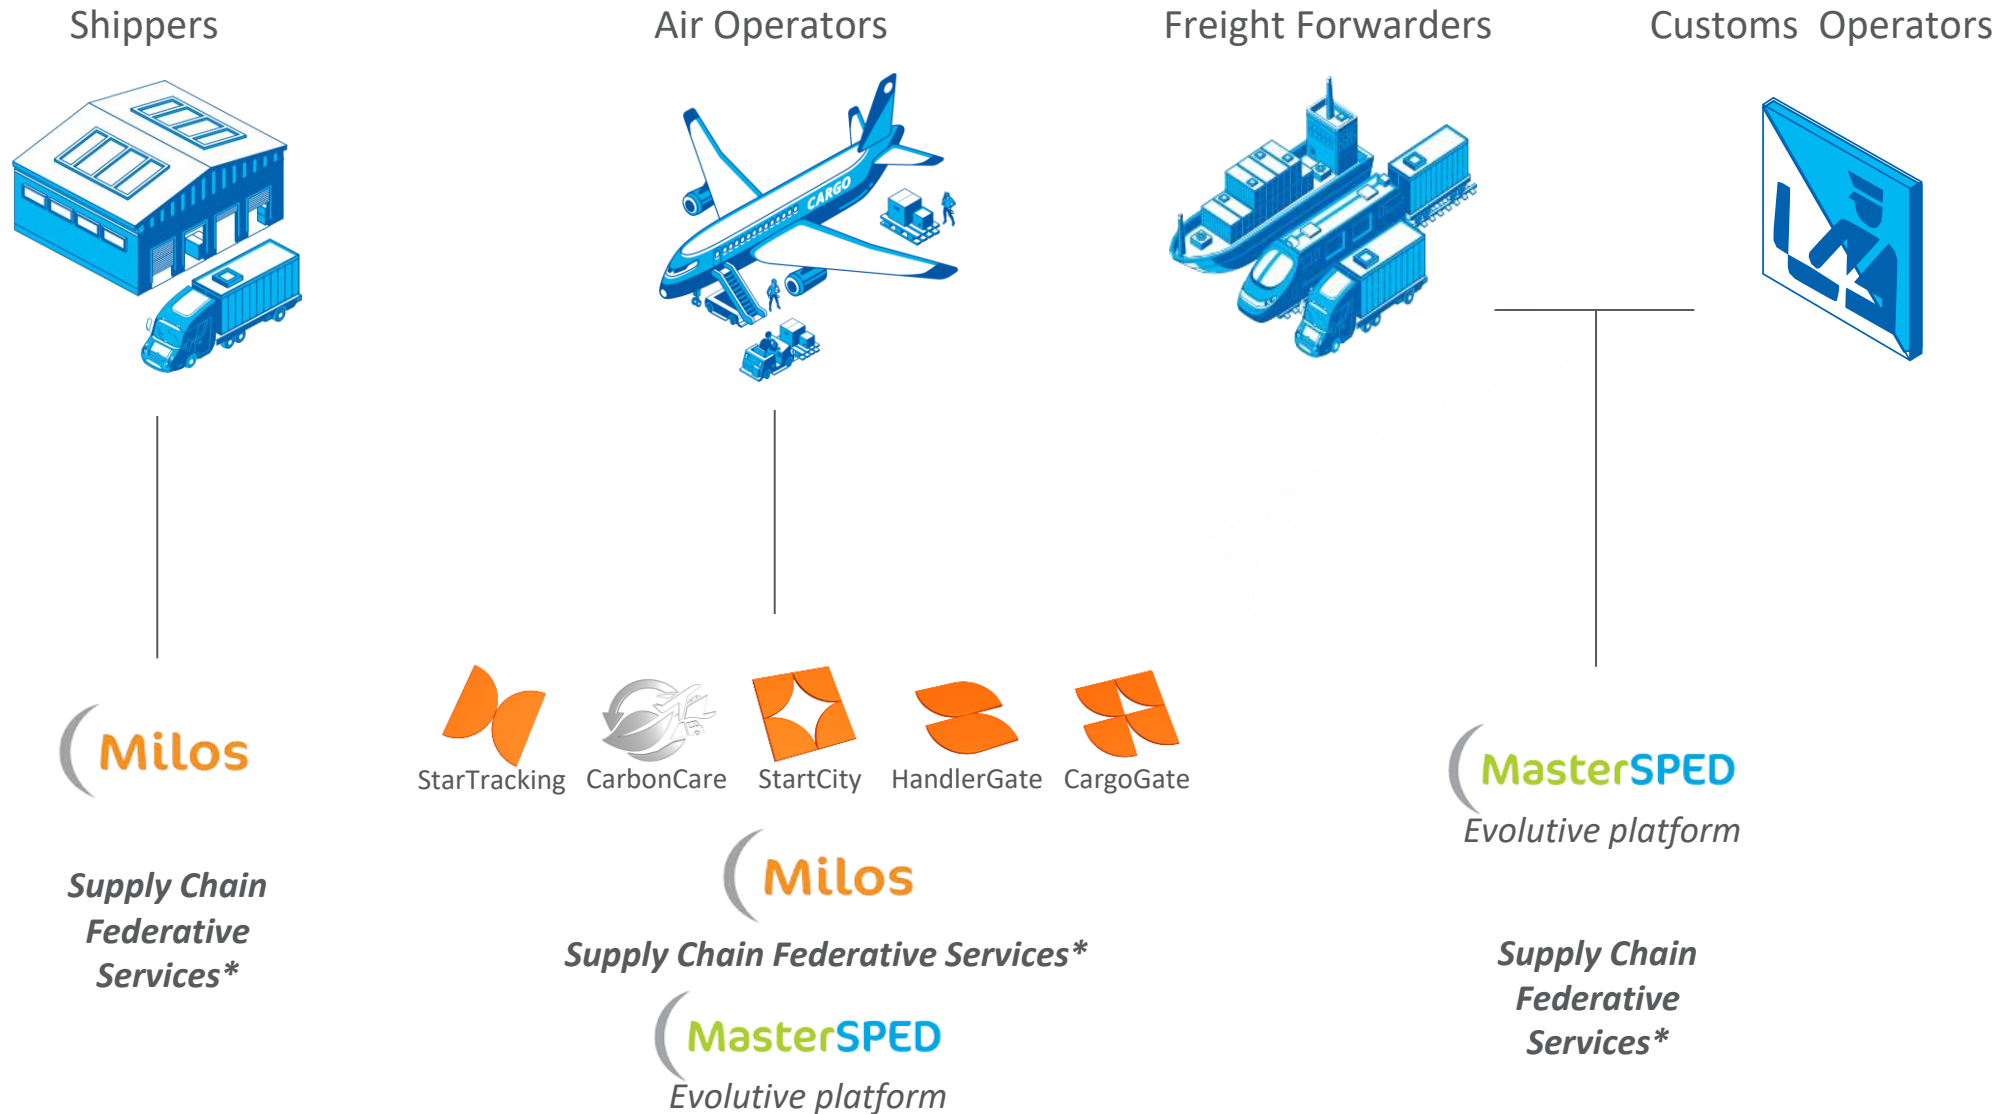 Shippers
Air Operators
Freight Forwarders
Customs Operators
CARGO
StarTracking
CarbonCare
StartCity
HandlerGate
CargoGate
Milos
Supply Chain
Federative
Services*
Milos
Supply Chain Federative Services*
MasterSPED
Evolutive platform
MasterSPED
Evolutive platform
Supply Chain
Federative
Services*